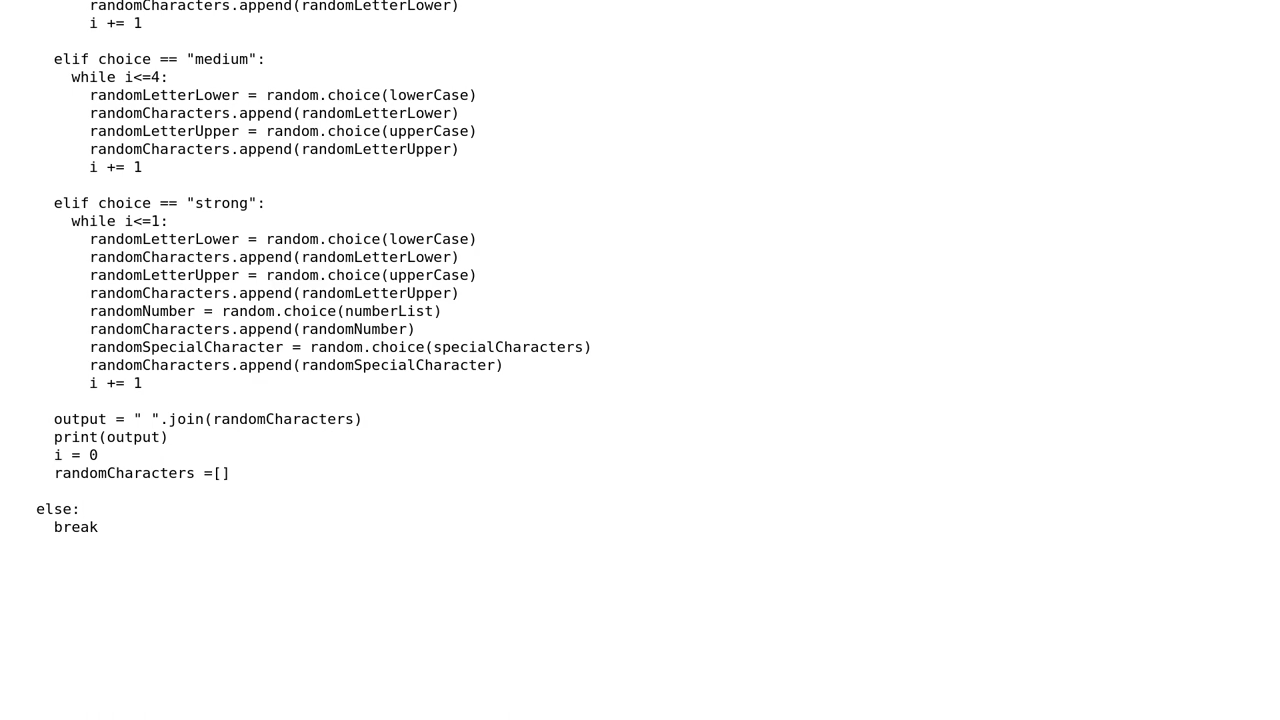 randomCharacters.append(randomLetterLower)
      i += 1

  elif choice == "medium":
    while i<=4:
      randomLetterLower = random.choice(lowerCase)
      randomCharacters.append(randomLetterLower)
      randomLetterUpper = random.choice(upperCase)
      randomCharacters.append(randomLetterUpper)
      i += 1

  elif choice == "strong":
    while i<=1:
      randomLetterLower = random.choice(lowerCase)
      randomCharacters.append(randomLetterLower)
      randomLetterUpper = random.choice(upperCase)
      randomCharacters.append(randomLetterUpper)
      randomNumber = random.choice(numberList)
      randomCharacters.append(randomNumber)
      randomSpecialCharacter = random.choice(specialCharacters)
      randomCharacters.append(randomSpecialCharacter)
      i += 1

  output = " ".join(randomCharacters)
  print(output)
  i = 0
  randomCharacters =[]

else:
  break